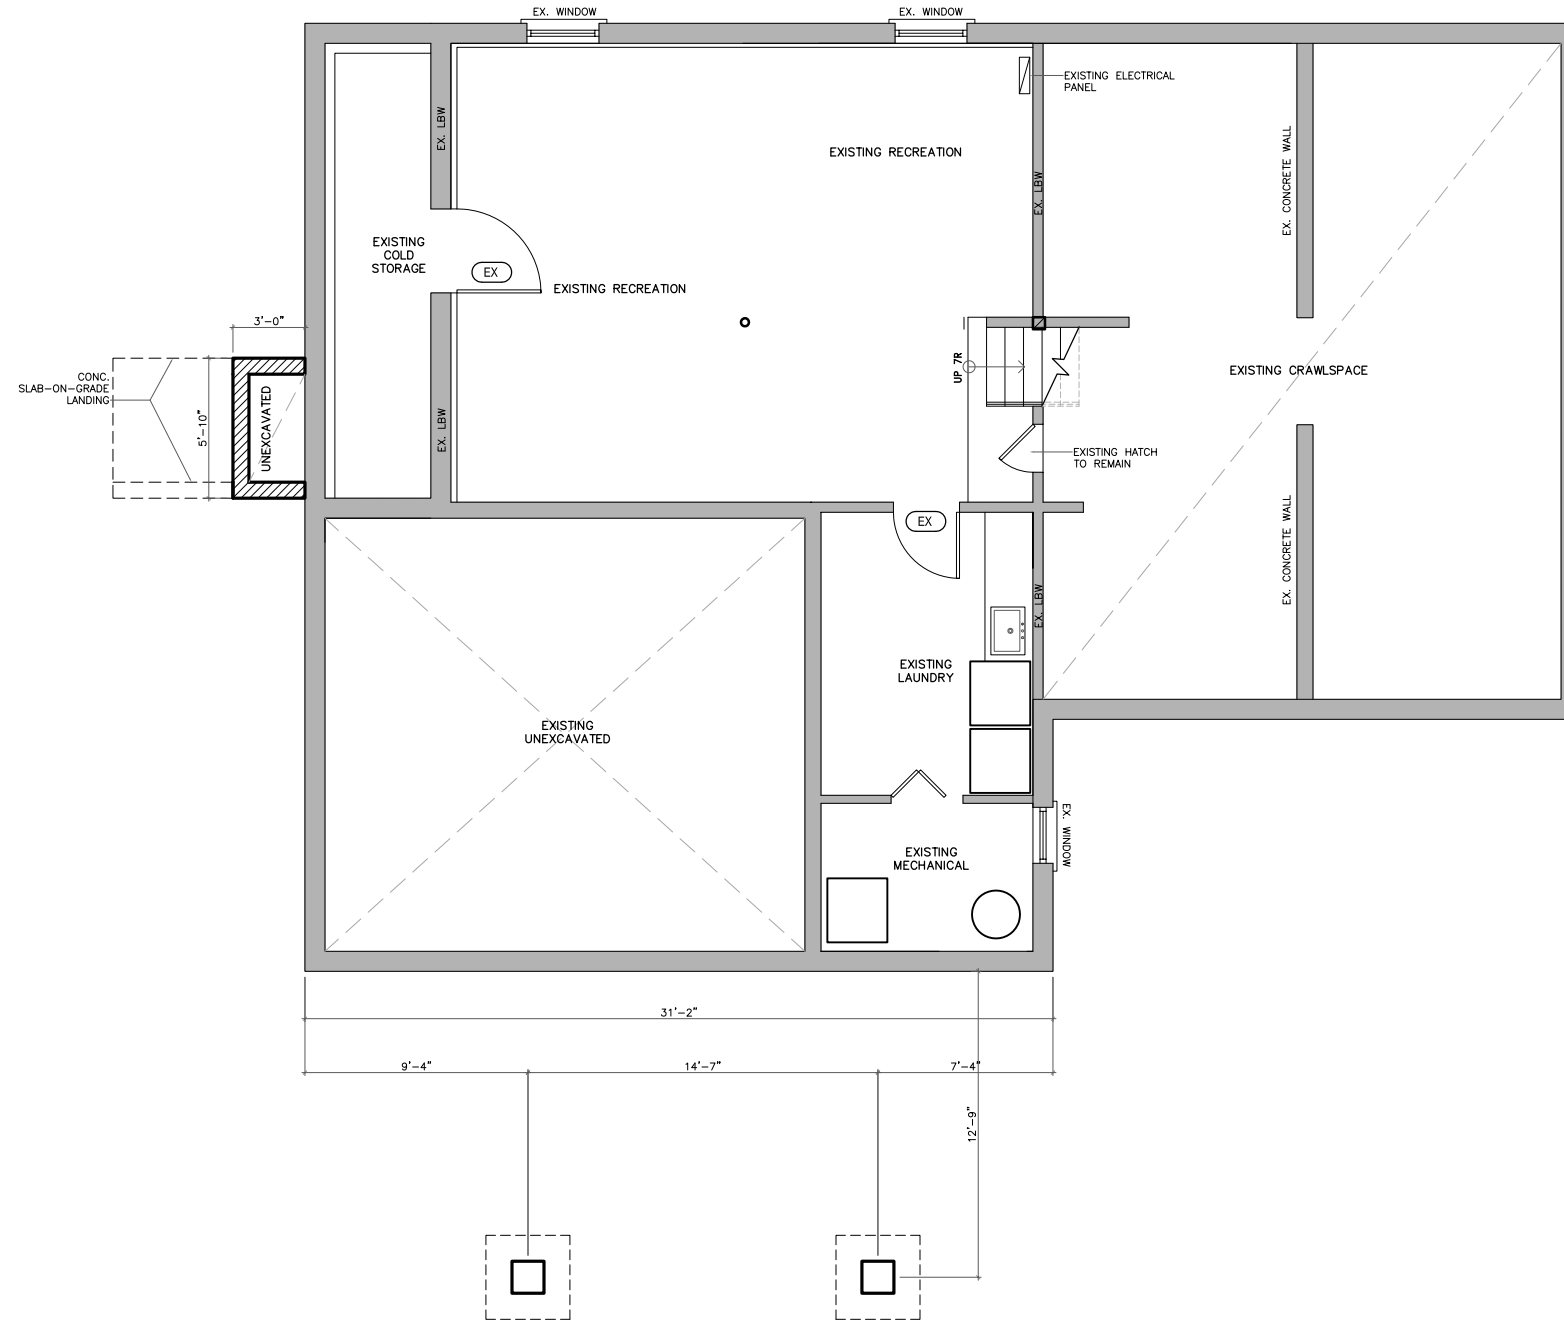 EX. WINDOW
EX. WINDOW
EXISTING ELECTRICAL
PANEL
EX. LBW
EXISTING RECREATION
EX. LBW
EX. CONCRETE WALL
EXISTING
COLD
STORAGE
EX
EXISTING RECREATION
3'-0"
CONC.
SLAB-ON-GRADE
LANDING
5'-10"
UNEXCAVATED
EX. LBW
UP 7R
EXISTING CRAWLSPACE
EXISTING HATCH
TO REMAIN
EX
EX. CONCRETE WALL
EX. LBW
EXISTING
LAUNDRY
EXISTING
UNEXCAVATED
EX. WINDOW
EXISTING
MECHANICAL
31'-2"
9'-4"
14'-7"
7'-4"
12'-9"